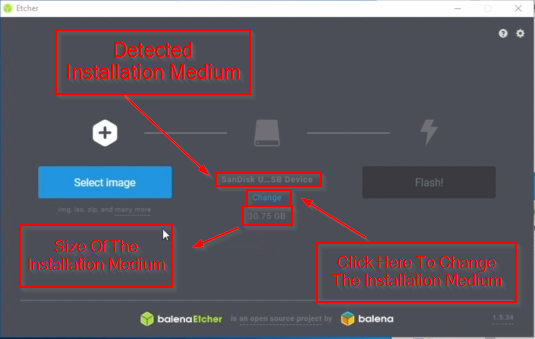 Etcher
Detected
Installation Medium
Select image
img, iso, zip, and many more
SanDisk U...SB Device
Change
30.75 GB
Flash!
Size Of The
Installation Medium
Click Here To Change
The Installation Medium
balenaEtcher is an open source project by balena
1.5.34